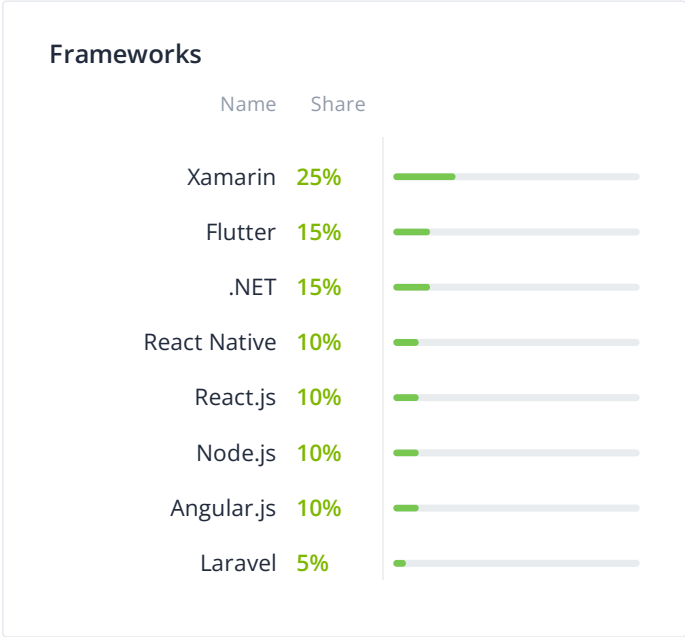 Frameworks
Name Share
Xamarin 25%
Flutter 15%
.NET 15%
React Native 10%
React.js 10%
Node.js 10%
Angular.js 10%
Laravel 5%